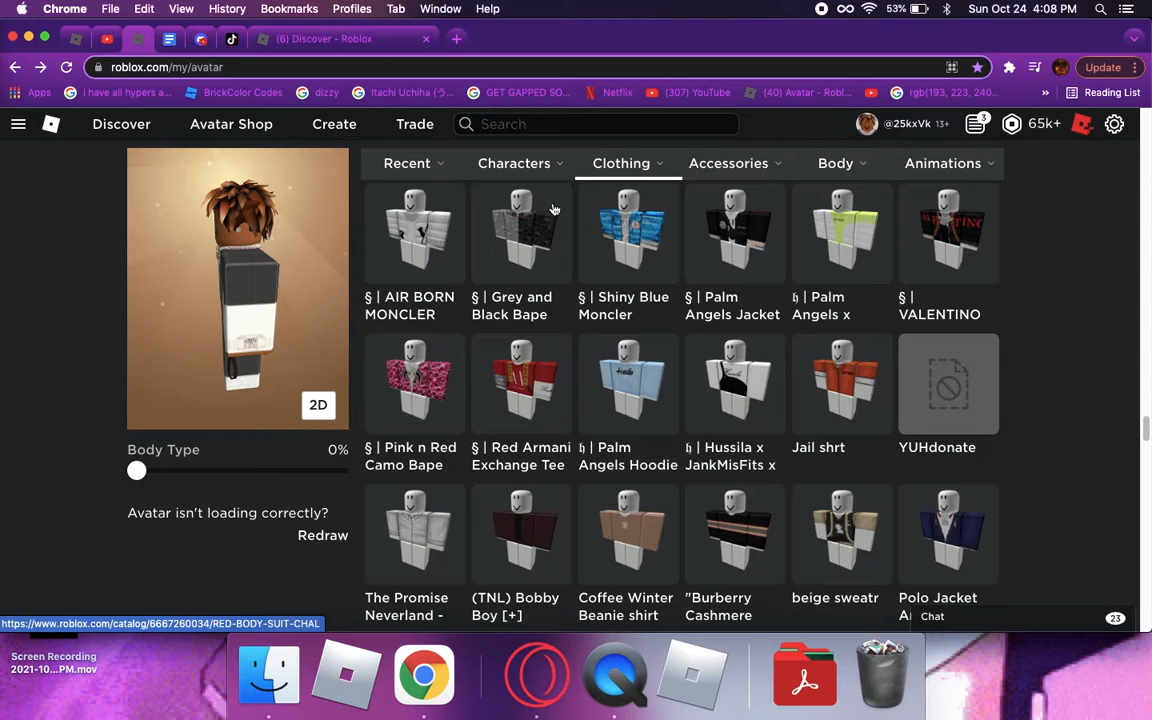 Chrome File Edit View History Bookmarks Profiles Tab Window Help 53% Sun Oct 24 4:08 PM
(6) Discover - Roblox
roblox.com/my/avatar Update
Apps i have all hypers a... BrickColor Codes dizzy Itachi Uchiha (う... GET GAPPED SO... Netflix (307) YouTube (40) Avatar - Robl... rgb(193, 223, 240... » Reading List
Discover Avatar Shop Create Trade Search @25kxVk 13+ 3 65k+
Recent Characters Clothing Accessories Body Animations
§ | AIR BORN MONCLER
§ | Grey and Black Bape
§ | Shiny Blue Moncler
§ | Palm Angels Jacket
ɧ | Palm Angels x
§ | VALENTINO
2D
Body Type 0%
§ | Pink n Red Camo Bape
§ | Red Armani Exchange Tee
ɧ | Palm Angels Hoodie
ɧ | Hussila x JankMisFits x
Jail shrt
YUHdonate
Avatar isn't loading correctly?
Redraw
The Promise Neverland -
(TNL) Bobby Boy [+]
Coffee Winter Beanie shirt
"Burberry Cashmere
beige sweatr
Polo Jacket
Chat 23
https://www.roblox.com/catalog/6667260034/RED-BODY-SUIT-CHAL
Screen Recording
2021-10...PM.mov